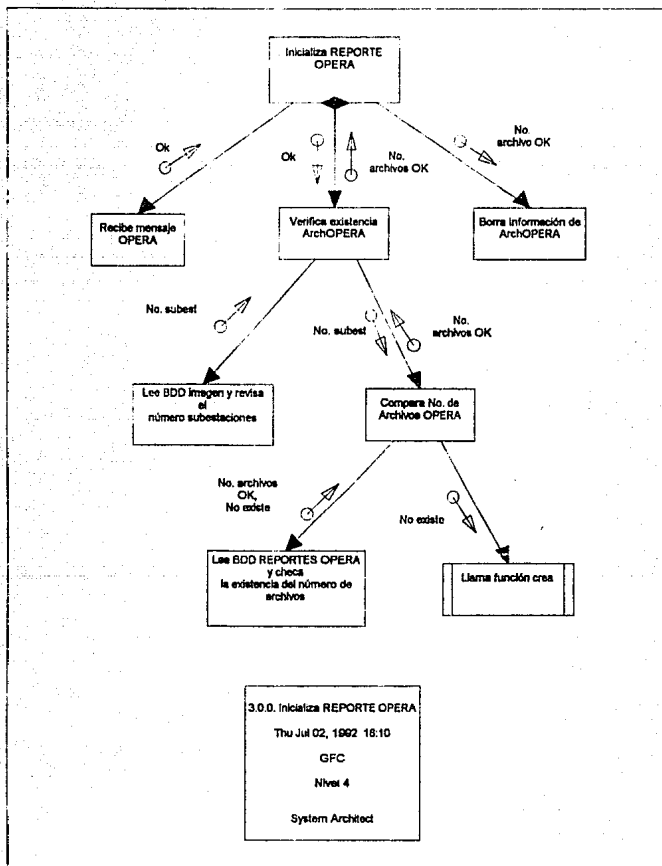 Inicializa REPORTE
OPERA
Ok
Ok
No.
archivos OK
No.
archivo OK
Recibe mensaje
OPERA
Verifica existencia
ArchOPERA
Borra información de
ArchOPERA
No. subest
No. subest
No.
archivos OK
Lee BDD imagen y revisa
el
número subestaciones
Compara No. de
Archivos OPERA
No. archivos
OK,
No existe
No existe
Lee BDD REPORTES OPERA
y checa
la existencia del número de
archivos
Llama función crea
3.0.0. Inicializa REPORTE OPERA
Thu Jul 02, 1992 16:10
GFC
Nivel 4
System Architect